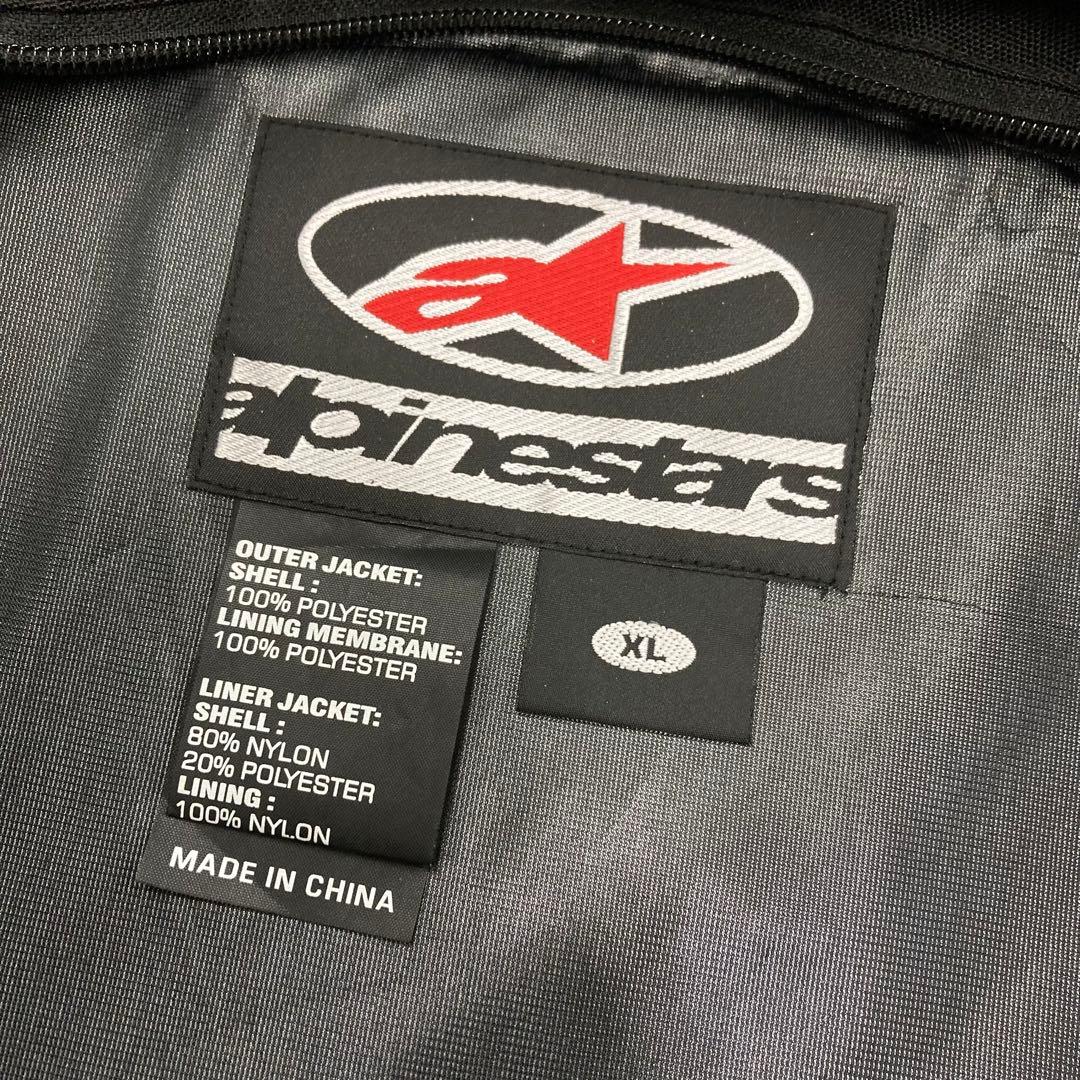 alpinestars
OUTER JACKET:
SHELL :
100% POLYESTER
LINING MEMBRANE:
100% POLYESTER
LINER JACKET:
SHELL :
80% NYLON
20% POLYESTER
LINING :
100% NYLON
MADE IN CHINA
XL